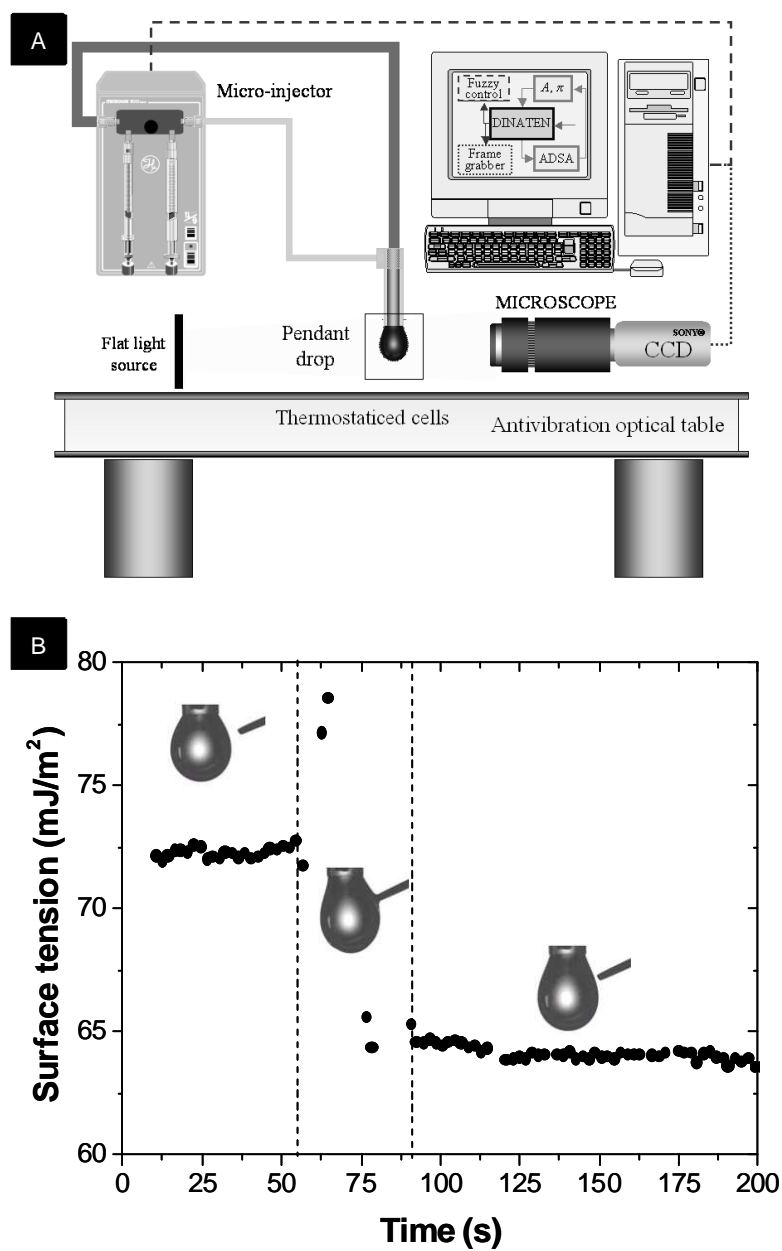 A
Micro-injector
Fuzzy
control
A, π
DINATEN
Frame
grabber
ADSA
MICROSCOPE
SONY®
CCD
Flat light
source
Pendant
drop
Thermostaticed cells
Antivibration optical table
B
Surface tension (mJ/m²)
80
75
70
65
60
0
25
50
75
100
125
150
175
200
Time (s)